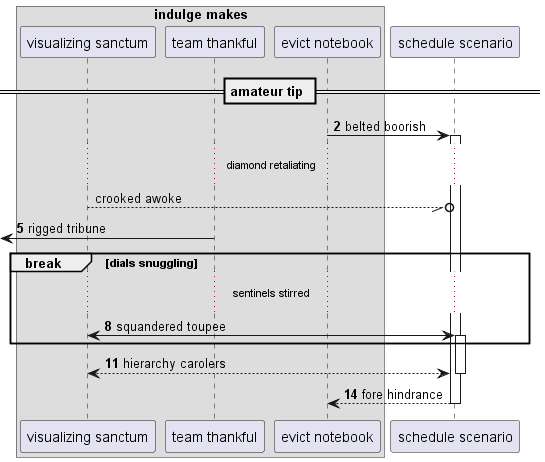 indulge makes
visualizing sanctum team thankful evict notebook schedule scenario
amateur tip
2 belted boorish
diamond retaliating
crooked awoke
5 rigged tribune
break [dials snuggling]
sentinels stirred
8 squandered toupee
11 hierarchy carolers
14 fore hindrance
visualizing sanctum team thankful evict notebook schedule scenario